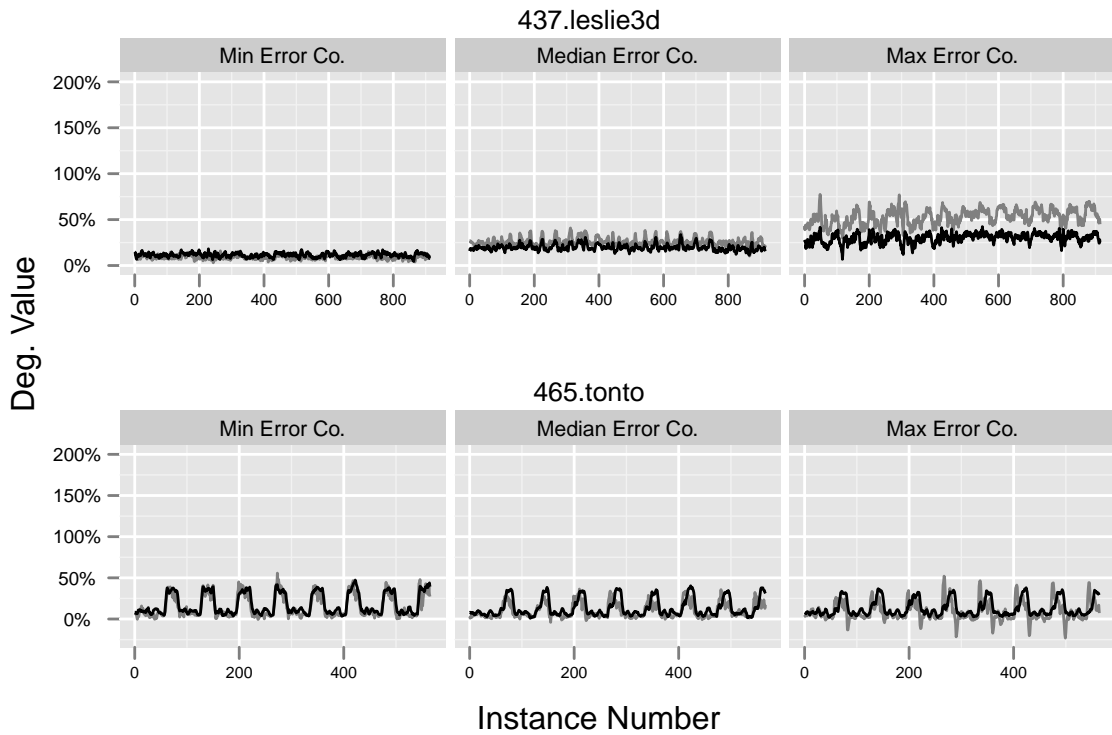 437.leslie3d
Min Error Co. Median Error Co. Max Error Co.
200%
150%
100%
50%
0%
0 200 400 600 800 0 200 400 600 800 0 200 400 600 800
Deg. Value
465.tonto
Min Error Co. Median Error Co. Max Error Co.
200%
150%
100%
50%
0%
0 200 400 0 200 400 0 200 400
Instance Number